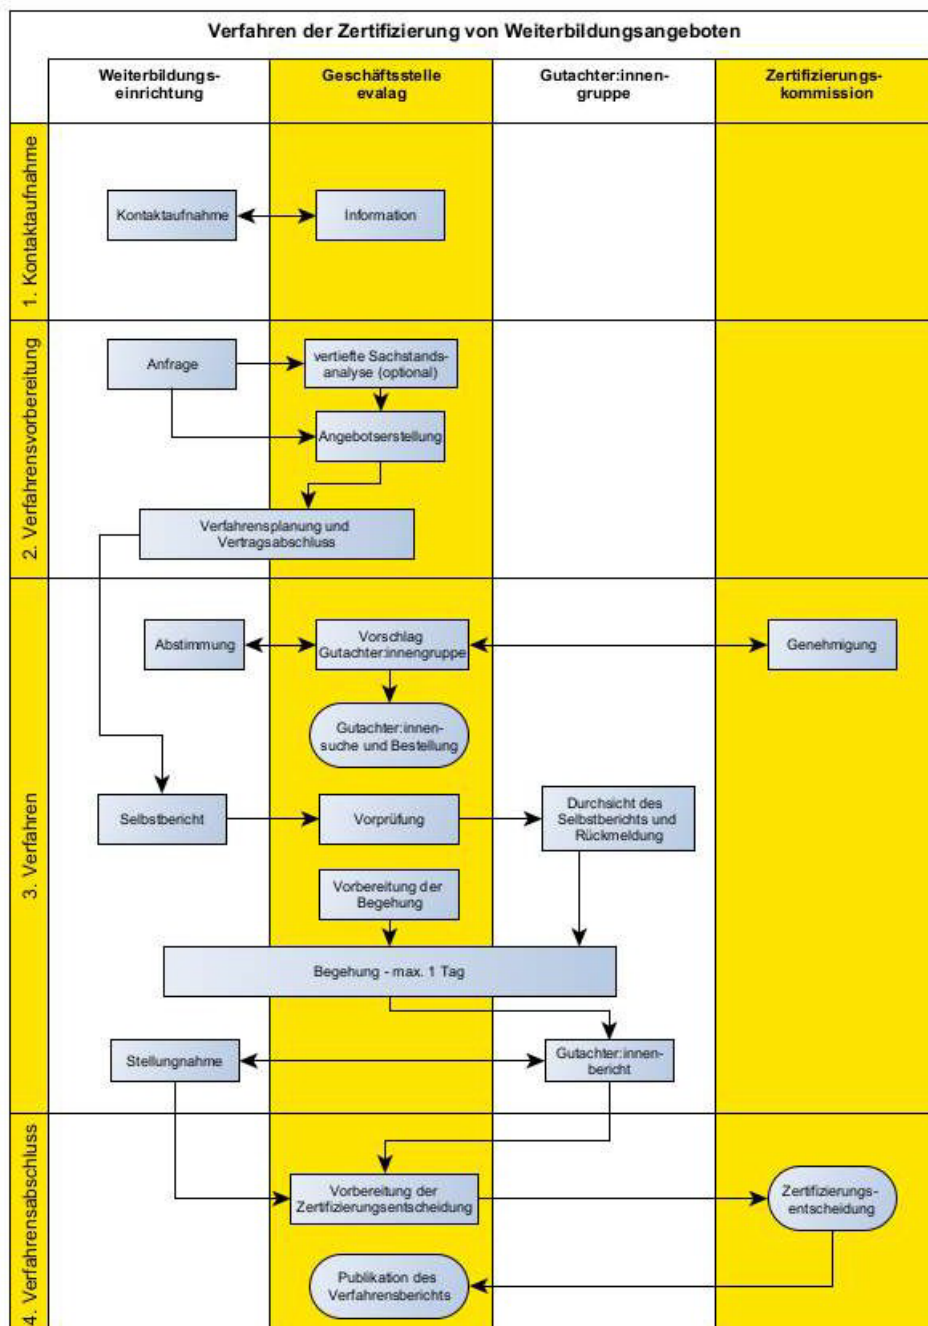 Verfahren der Zertifizierung von Weiterbildungsangeboten
Weiterbildungs-
einrichtung
Geschäftsstelle
evalag
Gutachter:innen-
gruppe
Zertifizierungs-
kommission
1. Kontaktaufnahme
Kontaktaufnahme
Information
2. Verfahrensvorbereitung
Anfrage
vertiefte Sachstands-
analyse (optional)
Angebotserstellung
Verfahrensplanung und
Vertragsabschluss
3. Verfahren
Abstimmung
Vorschlag
Gutachter:innengruppe
Genehmigung
Gutachter:innen-
suche und Bestellung
Selbstbericht
Vorprüfung
Durchsicht des
Selbstberichts und
Rückmeldung
Vorbereitung der
Begehung
Begehung - max. 1 Tag
Stellungnahme
Gutachter:innen-
bericht
4. Verfahrensabschluss
Vorbereitung der
Zertifizierungsentscheidung
Zertifizierungs-
entscheidung
Publikation des
Verfahrensberichts